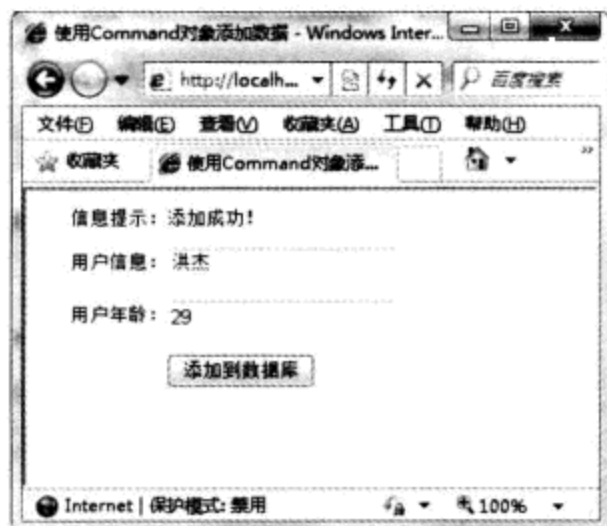 使用Command对象添加数据 - Windows Inter...
http://localh... 百度搜索
文件(F) 编辑(E) 查看(V) 收藏夹(A) 工具(T) 帮助(H)
收藏夹 使用Command对象添...
信息提示：添加成功！
用户信息：洪杰
用户年龄：29
添加到数据库
Internet | 保护模式: 禁用 100%